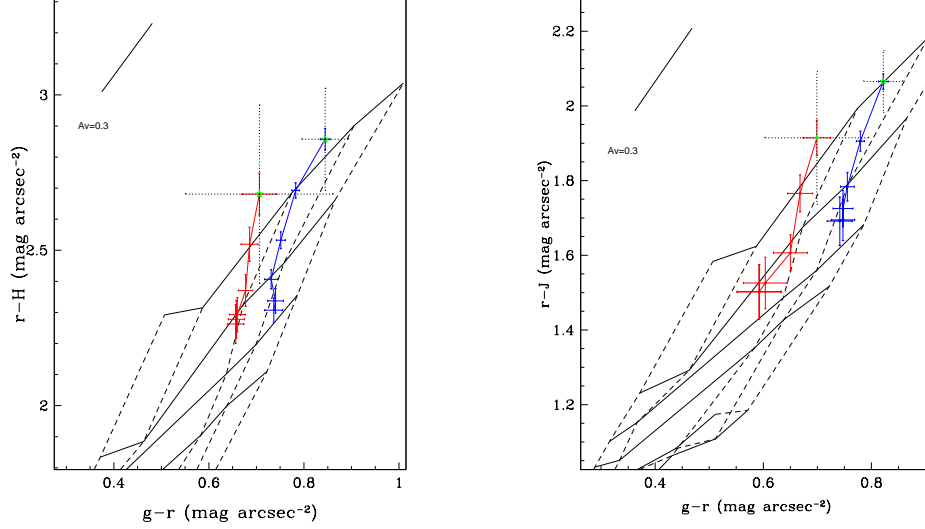 3
2.5
2
0.4
0.6
0.8
1
Av=0.3
r−H (mag arcsec−2)
g−r (mag arcsec−2)
2.2
2
1.8
1.6
1.4
1.2
0.4
0.6
0.8
Av=0.3
r−J (mag arcsec−2)
g−r (mag arcsec−2)